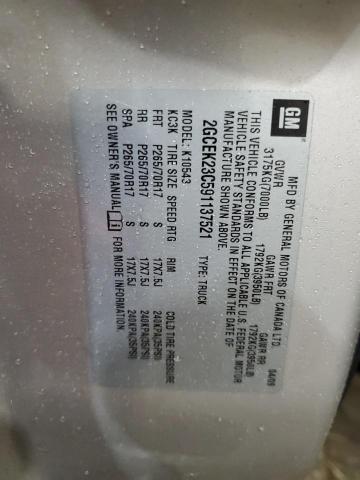 GM
MFD BY GENERAL MOTORS OF CANADA LTD. 04/09
GVWR GAWR FRT GAWR RR
3175KG(7000LB) 1792KG(3950LB) 1792KG(3950LB)
THIS VEHICLE CONFORMS TO ALL APPLICABLE U.S. FEDERAL MOTOR
VEHICLE SAFETY STANDARDS IN EFFECT ON THE DATE OF
MANUFACTURE SHOWN ABOVE.
2GCEK23C591137521 TYPE: TRUCK
MODEL: K10543
KC3K TIRE SIZE SPEED RTG RIM COLD TIRE PRESSURE
FRT P265/70R17 S 17X7.5J 240KPA(35PSI)
RR P265/70R17 S 17X7.5J 240KPA(35PSI)
SPA P265/70R17 S 17X7.5J 240KPA(35PSI)
SEE OWNER'S MANUAL FOR MORE INFORMATION.